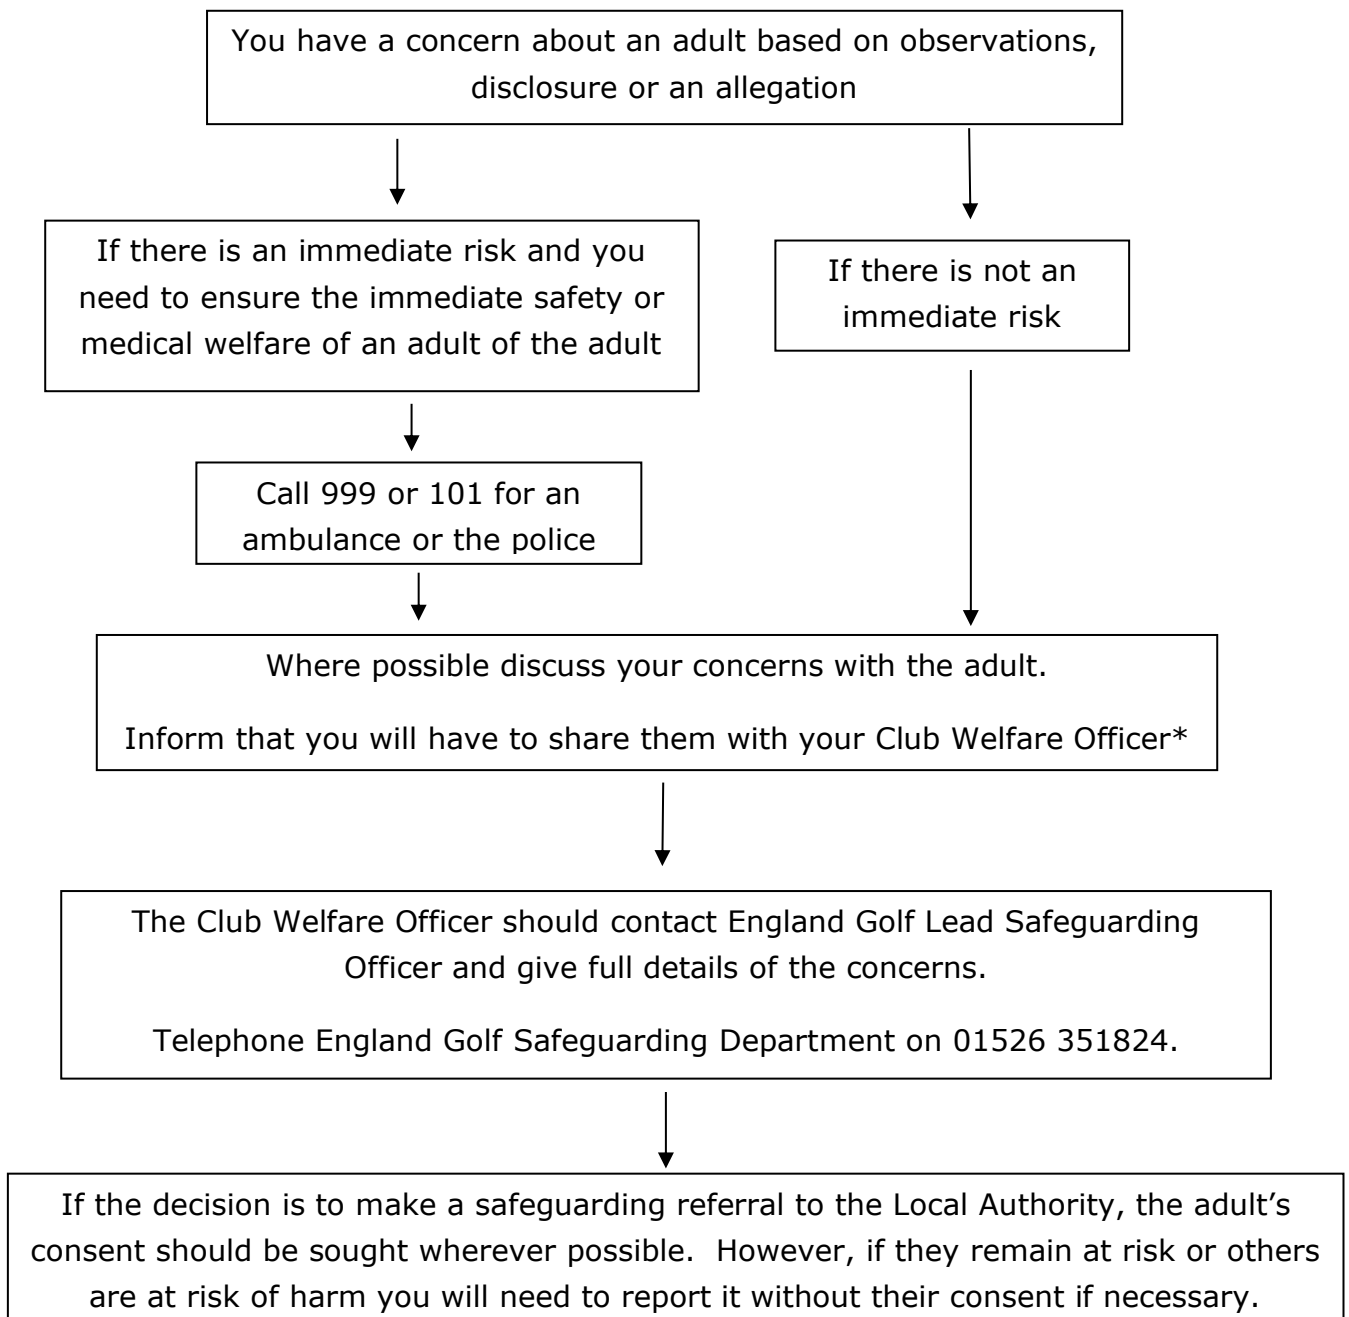 You have a concern about an adult based on observations,
disclosure or an allegation
If there is an immediate risk and you
need to ensure the immediate safety or
medical welfare of an adult of the adult
If there is not an
immediate risk
Call 999 or 101 for an
ambulance or the police
Where possible discuss your concerns with the adult.
Inform that you will have to share them with your Club Welfare Officer*
The Club Welfare Officer should contact England Golf Lead Safeguarding
Officer and give full details of the concerns.
Telephone England Golf Safeguarding Department on 01526 351824.
If the decision is to make a safeguarding referral to the Local Authority, the adult’s
consent should be sought wherever possible.  However, if they remain at risk or others
are at risk of harm you will need to report it without their consent if necessary.